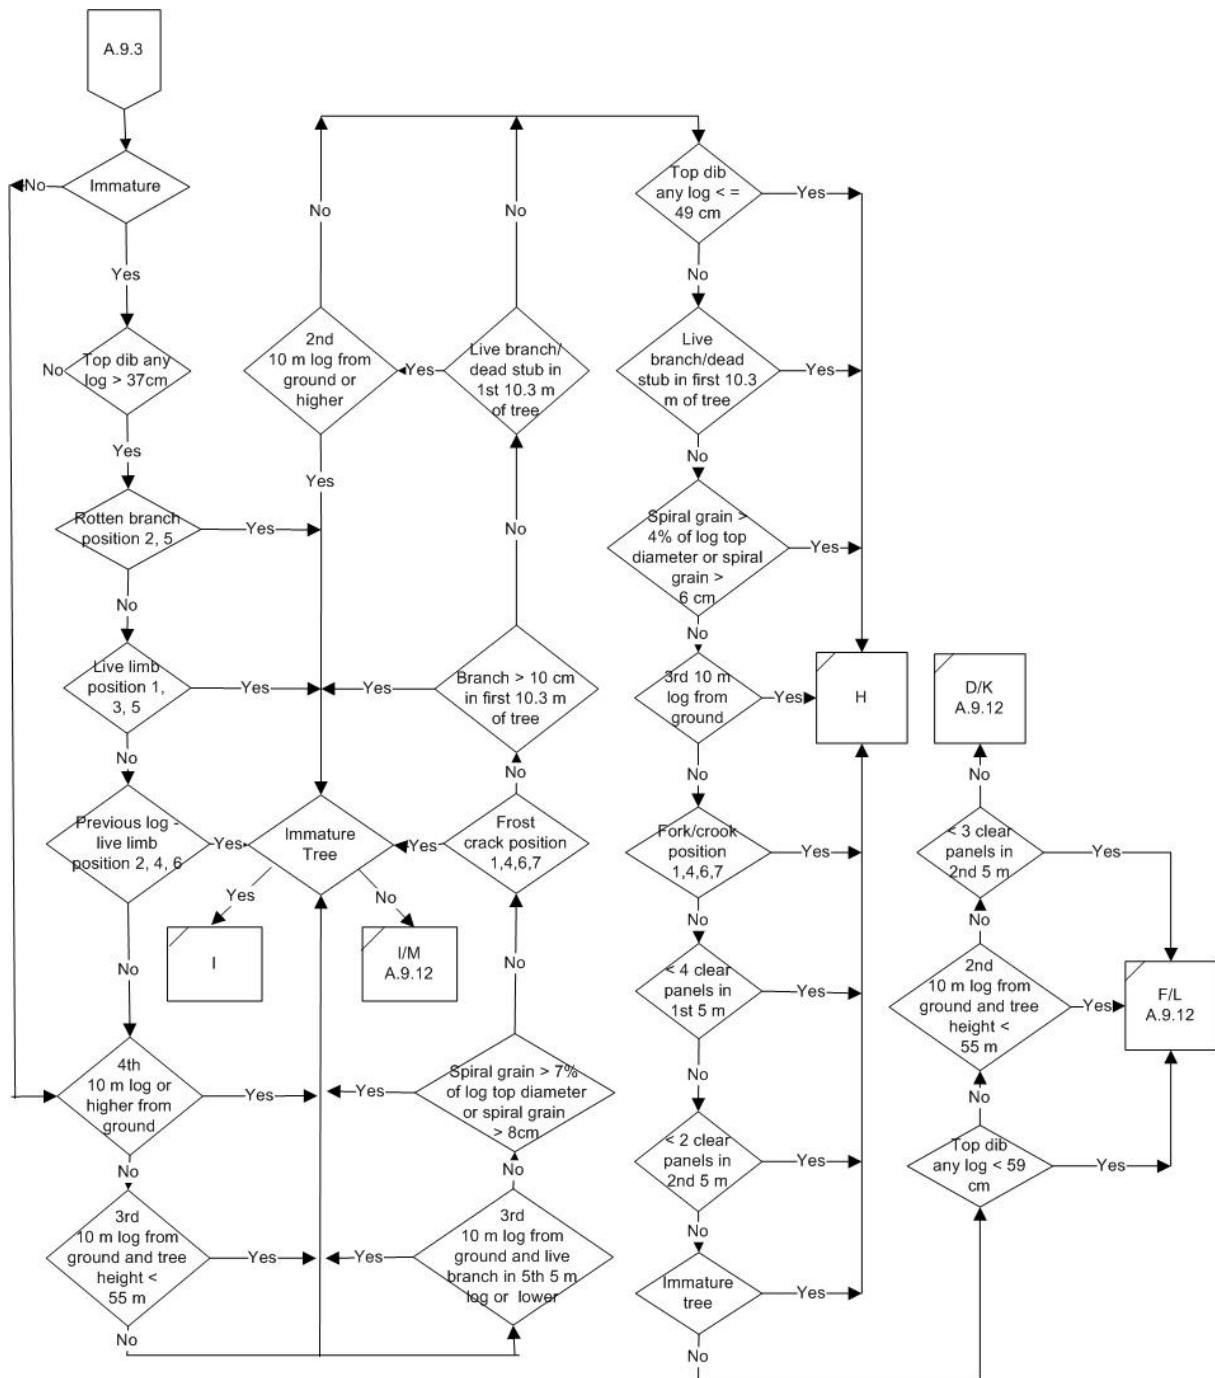 A.9.3
Immature
No
Yes
Top dib any
log > 37cm
No
Yes
Rotten branch
position 2, 5
Yes
No
Live limb
position 1,
3, 5
Yes
No
Previous log -
live limb
position 2, 4, 6
Yes
No
4th
10 m log or
higher from
ground
Yes
No
3rd
10 m log from
ground and tree
height <
55 m
Yes
No
No
2nd
10 m log from
ground or
higher
Yes
Immature
Tree
Yes
No
I
I/M
A.9.12
No
Live branch/
dead stub in
1st 10.3 m
of tree
Yes
No
Branch > 10 cm
in first 10.3 m
of tree
Yes
No
Frost
crack position
1,4,6,7
Yes
No
Spiral grain > 7%
of log top diameter
or spiral grain
> 8cm
Yes
No
3rd
10 m log from
ground and live
branch in 5th 5 m
log or lower
Yes
Top dib
any log < =
49 cm
Yes
No
Live
branch/dead
stub in first 10.3
m of tree
Yes
No
Spiral grain >
4% of log top
diameter or spiral
grain >
6 cm
Yes
No
3rd 10 m
log from
ground
Yes
No
Fork/crook
position
1,4,6,7
Yes
No
< 4 clear
panels in
1st 5 m
Yes
No
< 2 clear
panels in
2nd 5 m
Yes
No
Immature
tree
Yes
No
H
D/K
A.9.12
No
< 3 clear
panels in
2nd 5 m
Yes
No
2nd
10 m log from
ground and tree
height <
55 m
Yes
No
Top dib
any log < 59
cm
Yes
F/L
A.9.12